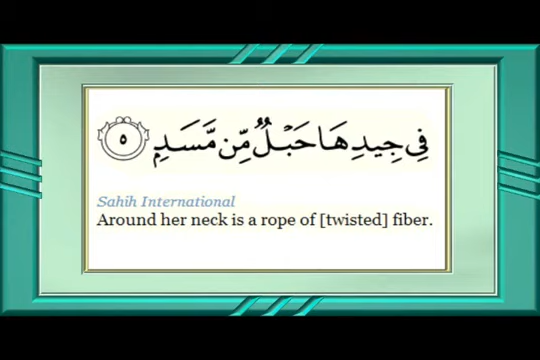 فِي جِيدِهَا حَبْلٌ مِّن مَّسَدٍ ٥
Sahih International
Around her neck is a rope of [twisted] fiber.